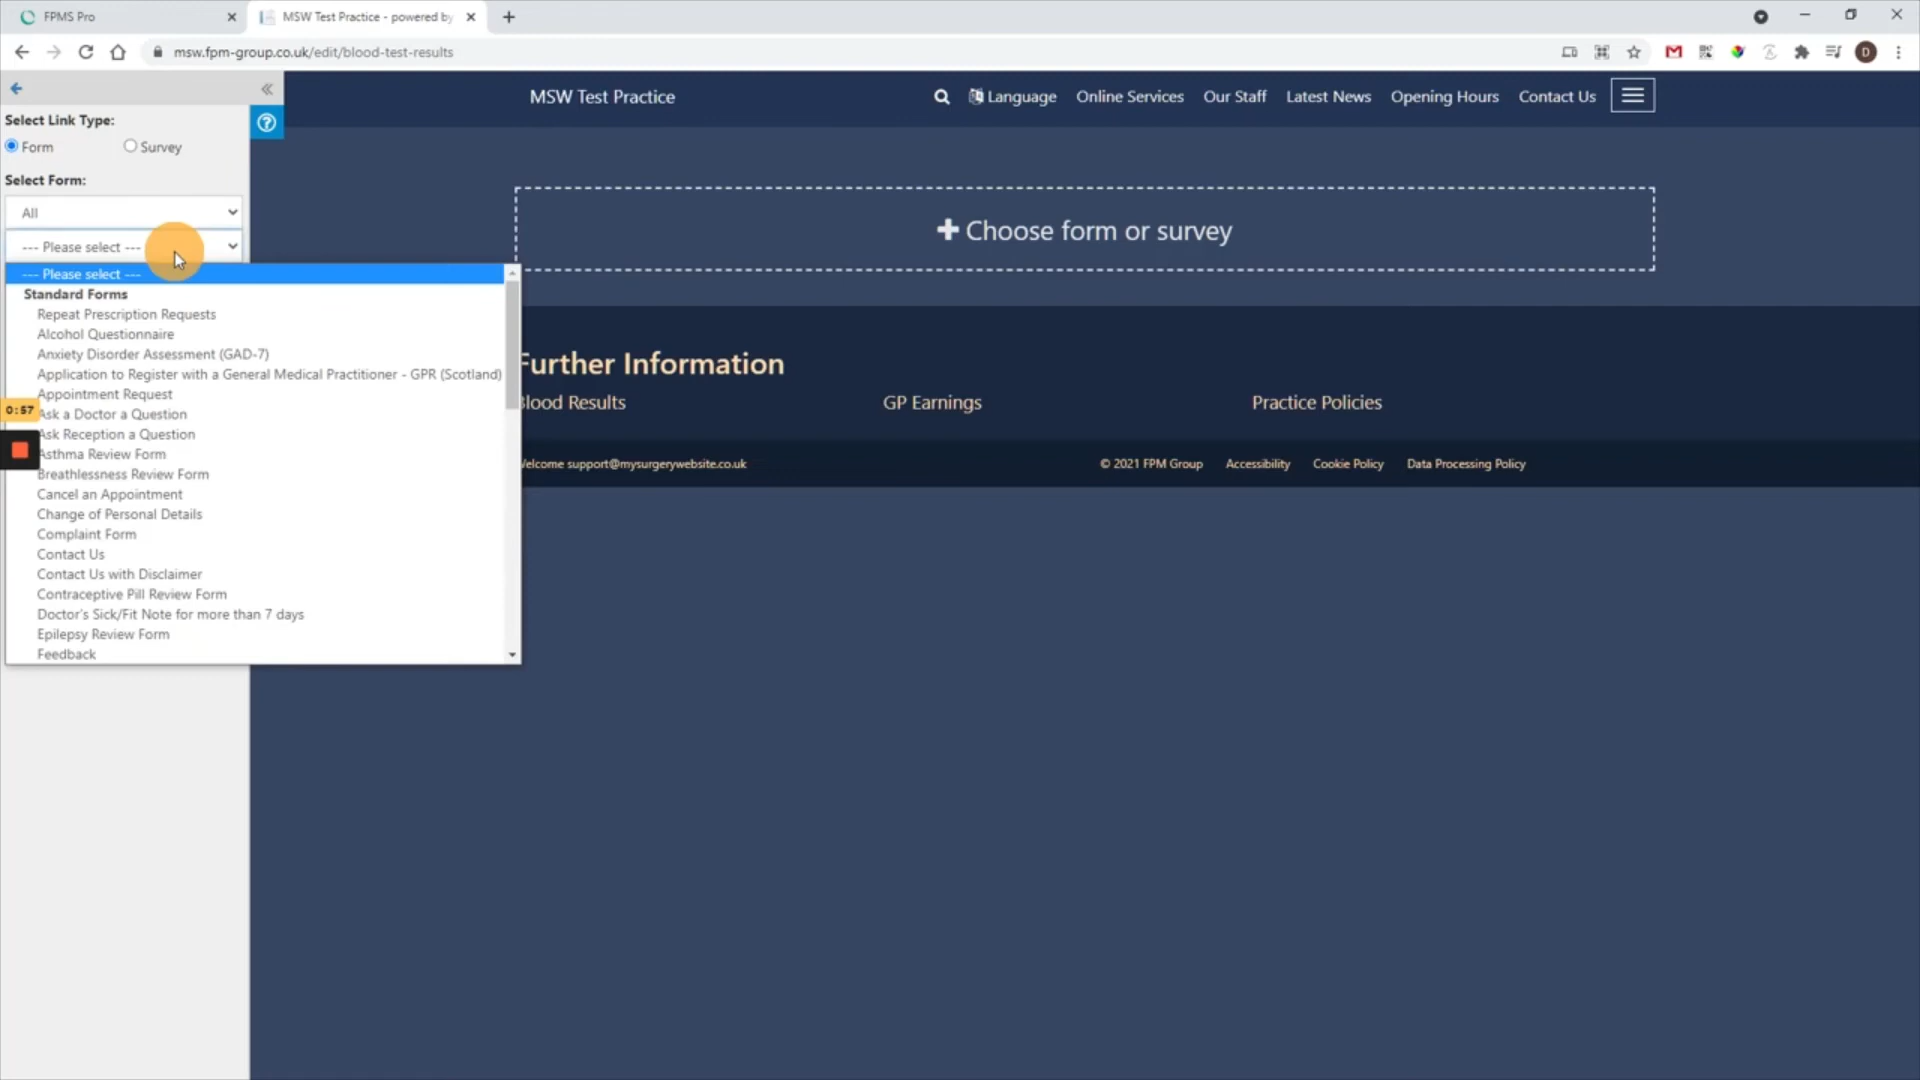 FPMS Pro
MSW Test Practice - powered by
msw.fpm-group.co.uk/edit/blood-test-results
D
MSW Test Practice
Language
Online Services
Our Staff
Latest News
Opening Hours
Contact Us
Select Link Type:
Form
Survey
Select Form:
All
--- Please select ---
--- Please select ---
Standard Forms
Repeat Prescription Requests
Alcohol Questionnaire
Anxiety Disorder Assessment (GAD-7)
Application to Register with a General Medical Practitioner - GPR (Scotland)
Appointment Request
Ask a Doctor a Question
Ask Reception a Question
Asthma Review Form
Breathlessness Review Form
Cancel an Appointment
Change of Personal Details
Complaint Form
Contact Us
Contact Us with Disclaimer
Contraceptive Pill Review Form
Doctor's Sick/Fit Note for more than 7 days
Epilepsy Review Form
Feedback
0:57
Choose form or survey
Further Information
Blood Results
GP Earnings
Practice Policies
Welcome support@mysurgerywebsite.co.uk
© 2021 FPM Group
Accessibility
Cookie Policy
Data Processing Policy